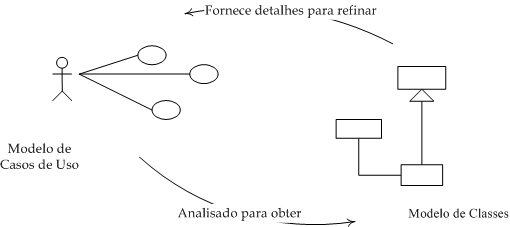 Fornece detalhes para refinar
Modelo de
Casos de Uso
Analisado para obter
Modelo de Classes